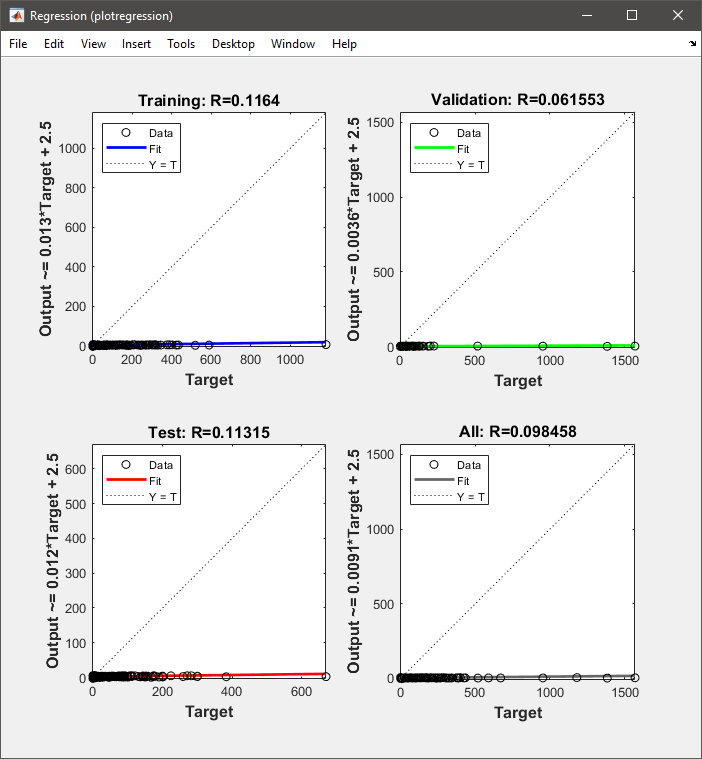 Regression (plotregression)
File Edit View Insert Tools Desktop Window Help
Training: R=0.1164
Output ~= 0.013*Target + 2.5
Data
Fit
Y = T
1000
800
600
400
200
0
0 200 400 600 800 1000
Target
Validation: R=0.061553
Output ~= 0.0036*Target + 2.5
Data
Fit
Y = T
1500
1000
500
0
0 500 1000 1500
Target
Test: R=0.11315
Output ~= 0.012*Target + 2.5
Data
Fit
Y = T
600
500
400
300
200
100
0
0 200 400 600
Target
All: R=0.098458
Output ~= 0.0091*Target + 2.5
Data
Fit
Y = T
1500
1000
500
0
0 500 1000 1500
Target